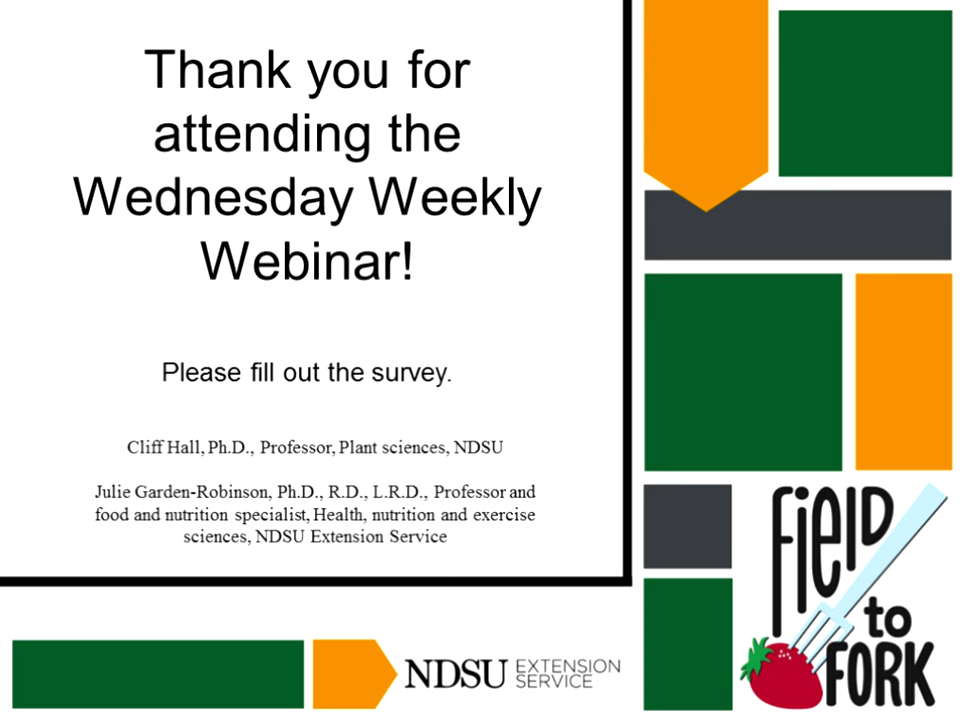 Thank you for
attending the
Wednesday Weekly
Webinar!
Please fill out the survey.
Cliff Hall, Ph.D., Professor, Plant sciences, NDSU
Julie Garden-Robinson, Ph.D., R.D., L.R.D., Professor and
food and nutrition specialist, Health, nutrition and exercise
sciences, NDSU Extension Service
NDSU EXTENSION
SERVICE
FiElD
to
FORK